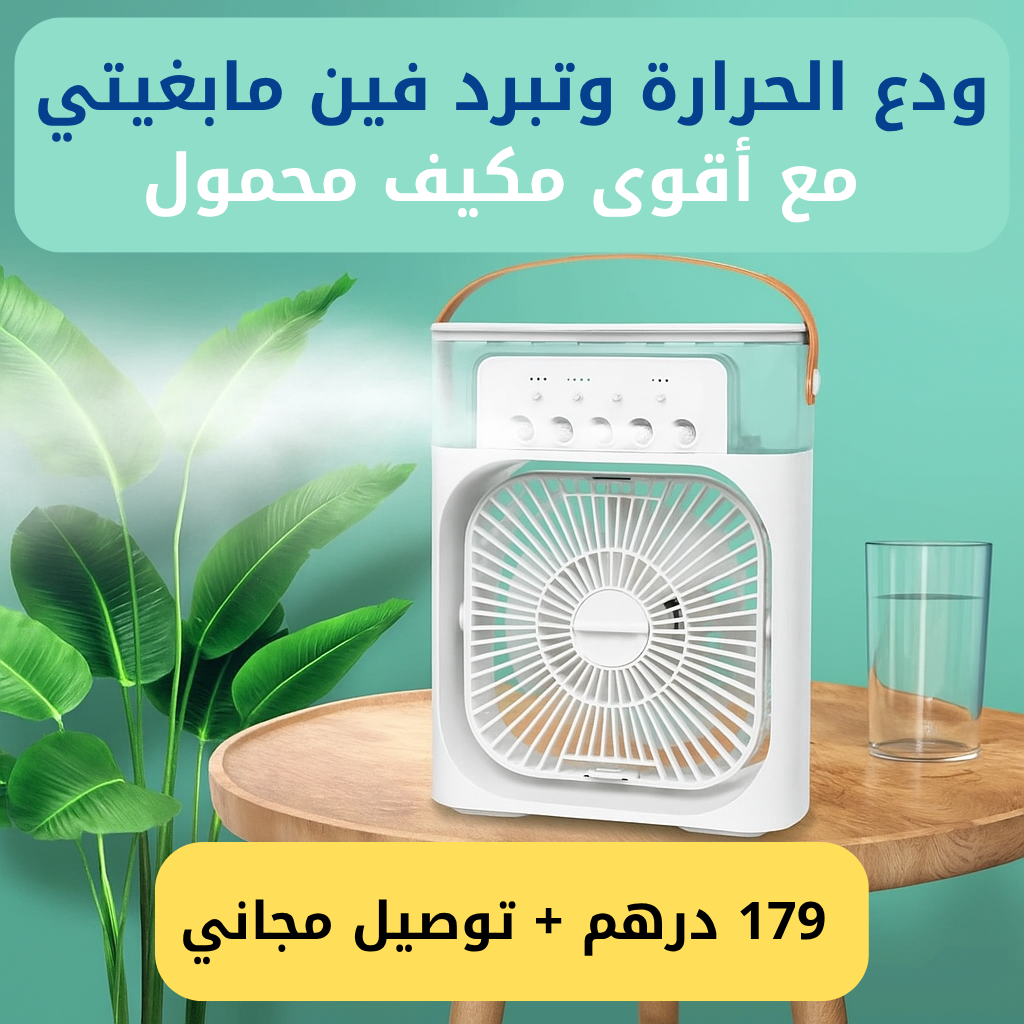 ودع الحرارة وتبرد فين مابغيتي
مع أقوى مكيف محمول
179 درهم + توصيل مجاني